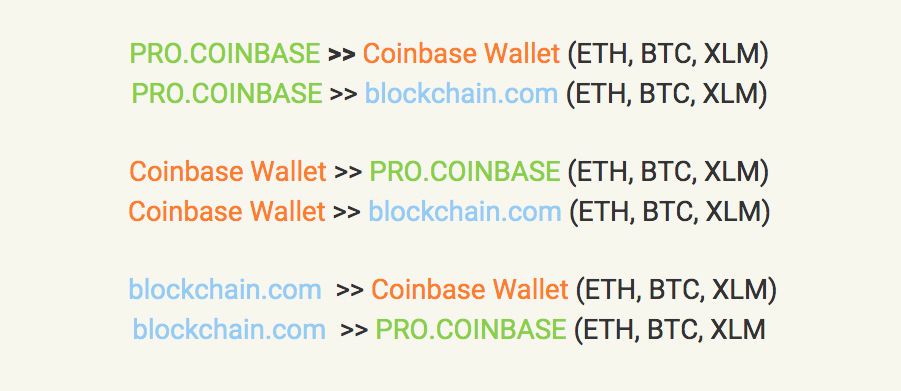 PRO.COINBASE >> Coinbase Wallet (ETH, BTC, XLM)
PRO.COINBASE >> blockchain.com (ETH, BTC, XLM)
Coinbase Wallet >> PRO.COINBASE (ETH, BTC, XLM)
Coinbase Wallet >> blockchain.com (ETH, BTC, XLM)
blockchain.com >> Coinbase Wallet (ETH, BTC, XLM)
blockchain.com >> PRO.COINBASE (ETH, BTC, XLM